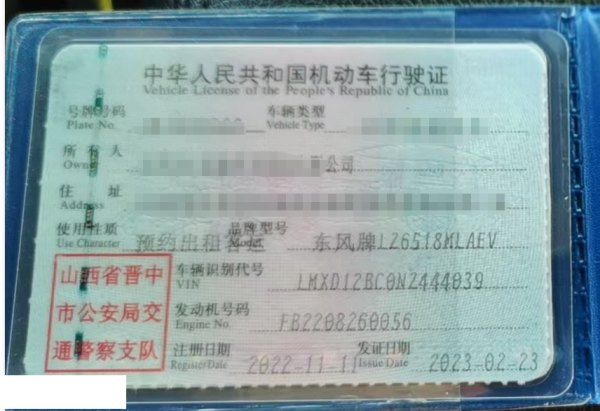 中华人民共和国机动车行驶证
Vehicle License of the People's Republic of China
号牌号码 车辆类型
Plate No. Vehicle Type
所有人 公司
Owner
住址
Address
使用性质 预约出租客运 品牌型号 东风牌LZ6518MLAEV
Use Character Model
山西省晋中
市公安局交
通警察支队
车辆识别代号 LMXD12BC0NZ444039
VIN
发动机号码 FB2208260056
Engine No.
注册日期 2022-11-11 发证日期 2023-02-23
Register Date Issue Date